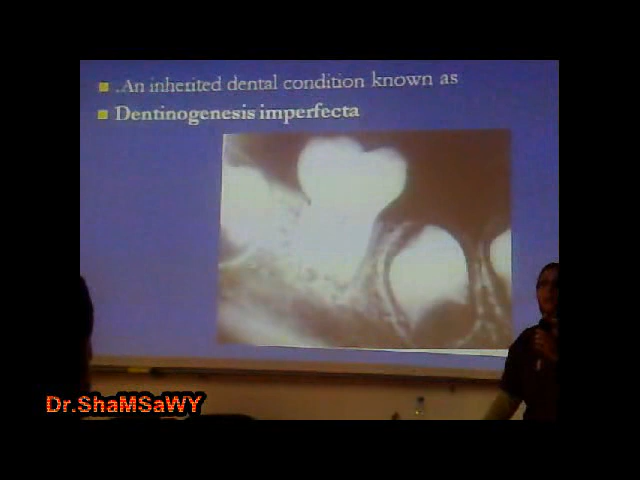 .An inherited dental condition known as
Dentinogenesis imperfecta
Dr.ShaMSaWY